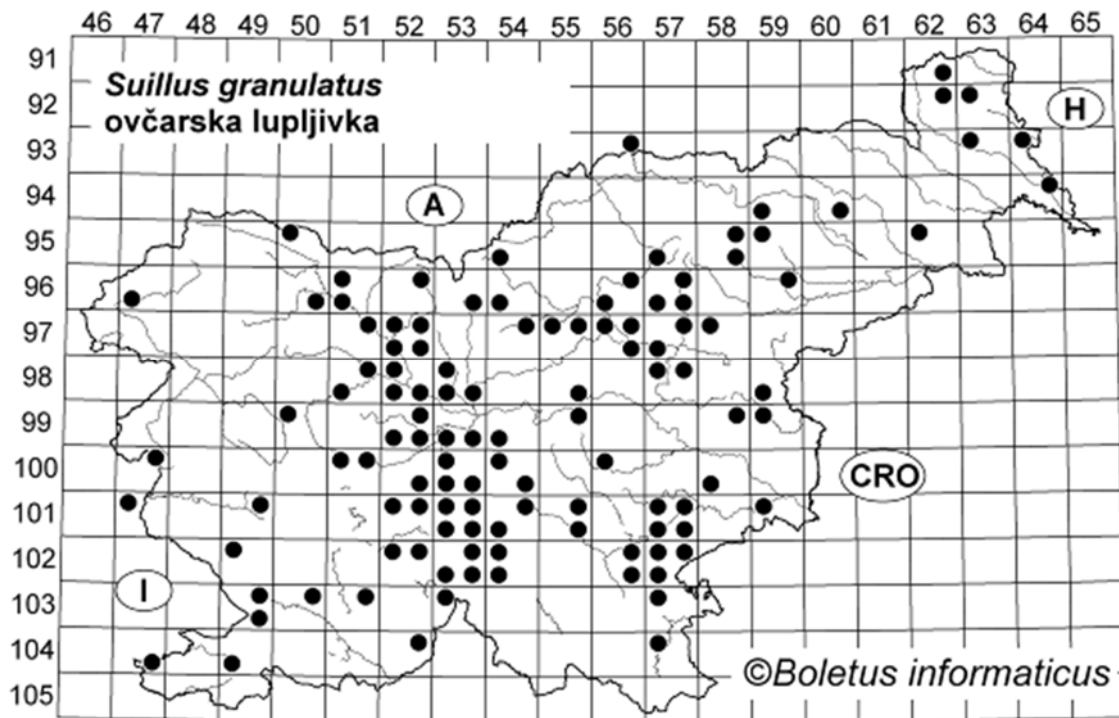 46 47 48 49 50 51 52 53 54 55 56 57 58 59 60 61 62 63 64 65
91
Suillus granulatus
92
ovčarska lupljivka
H
93
94
A
95
96
97
98
99
100
CRO
101
102
I
103
104
©Boletus informaticus
105